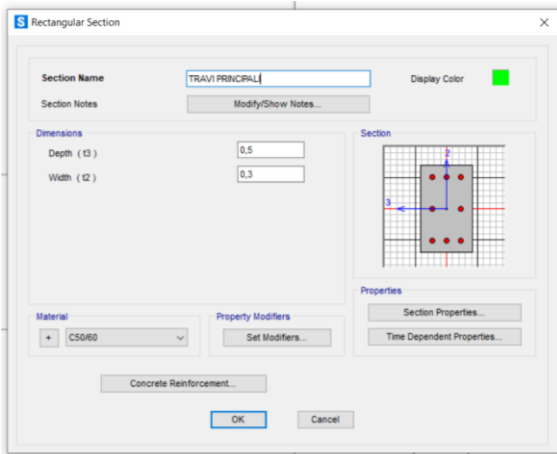 S Rectangular Section
Section Name TRAVI PRINCIPALI Display Color
Section Notes Modify/Show Notes...
Dimensions
Depth ( t3 ) 0,5
Width ( t2 ) 0,3
Section
2
3
Properties
Section Properties...
Time Dependent Properties...
Material
+ C50/60
Property Modifiers
Set Modifiers...
Concrete Reinforcement...
OK Cancel